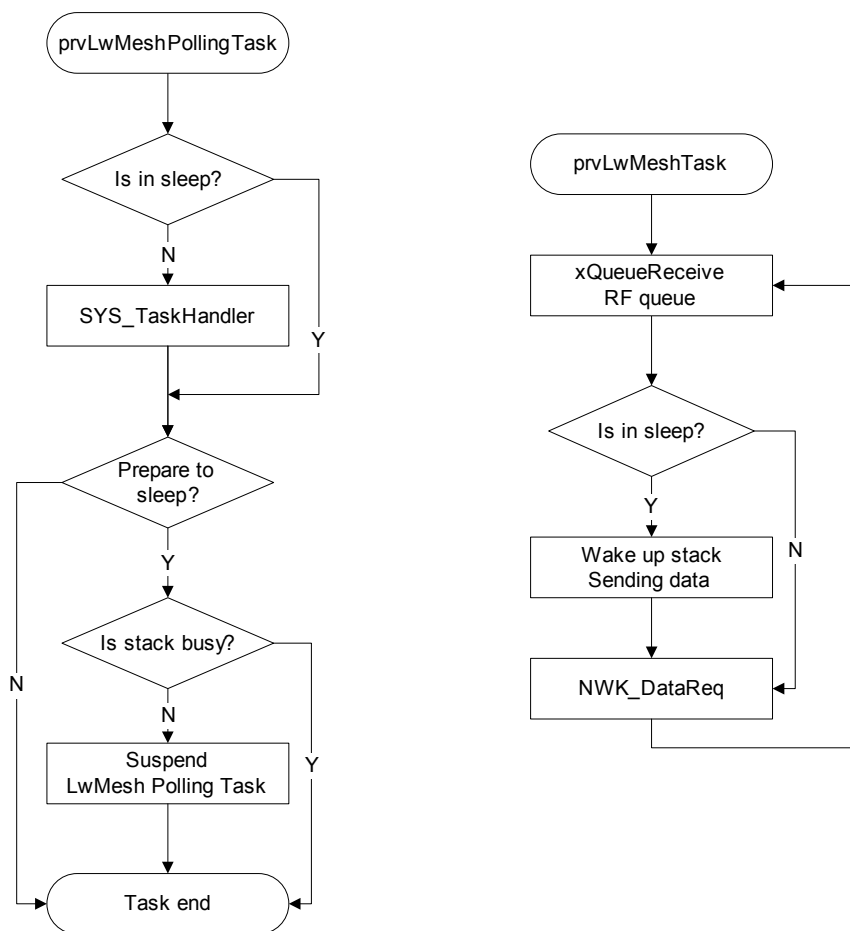 prvLwMeshPollingTask
Is in sleep?
N
SYS_TaskHandler
Y
Prepare to
sleep?
Y
Is stack busy?
N
N
Y
Suspend
LwMesh Polling Task
Task end
prvLwMeshTask
xQueueReceive
RF queue
Is in sleep?
Y
N
Wake up stack
Sending data
NWK_DataReq